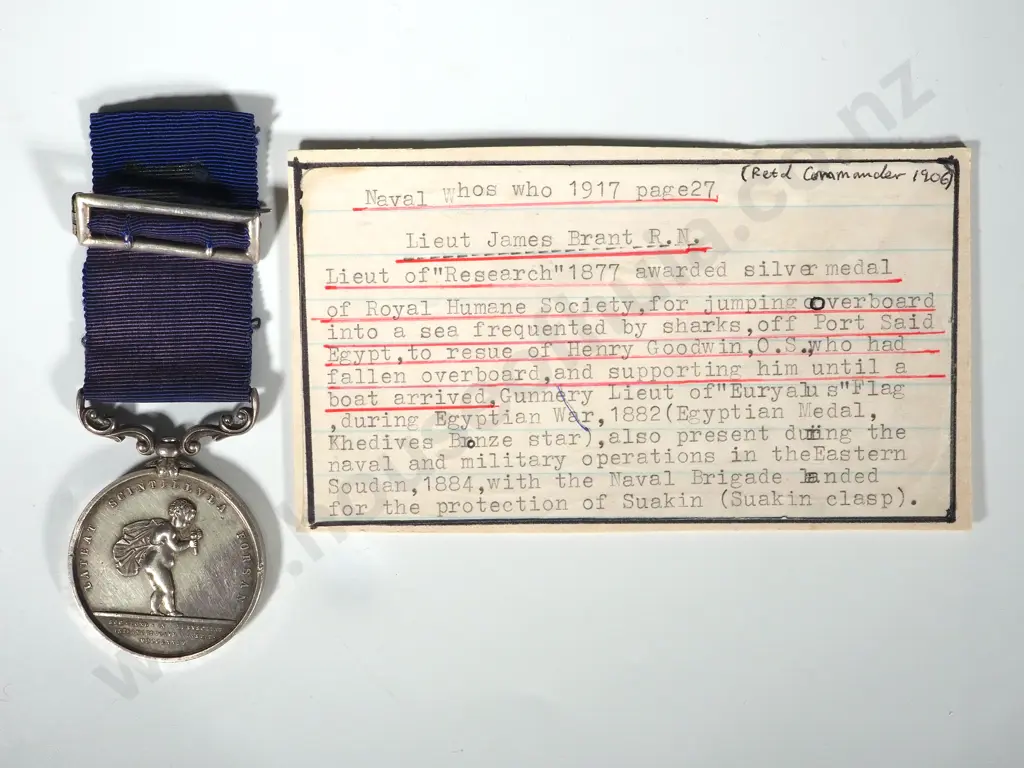 (Retd Commander 1906)
Naval whos who 1917 page27
Lieut James Brant R.N.
Lieut of"Research"1877 awarded silver medal
of Royal Humane Society,for jumping overboard
into a sea frequented by sharks,off Port Said
Egypt,to resue of Henry Goodwin,O.S.,who had
fallen overboard,and supporting him until a
boat arrived,Gunnery Lieut of"Euryalus"Flag
,during Egyptian War,1882(Egyptian Medal,
Khedives Bronze star),also present during the
naval and military operations in theEastern
Soudan,1884,with the Naval Brigade landed
for the protection of Suakin (Suakin clasp).
LATEAT SCINTILLVLA FORSAN